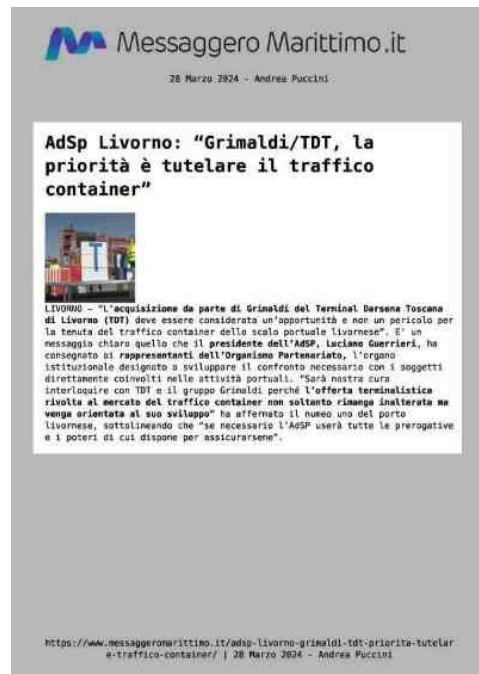 Messaggero Marittimo.it
28 Marzo 2024 - Andrea Puccini
AdSp Livorno: “Grimaldi/TDT, la
priorità è tutelare il traffico
container”
LIVORNO – “L'acquisizione da parte di Grimaldi del Terminal Darsena Toscana
di Livorno (TDT) deve essere considerata un'opportunità e non un pericolo per
la tenuta del traffico container dello scalo portuale livornese”. E' un
messaggio chiaro quello che il presidente dell'AdSP, Luciano Guerrieri, ha
consegnato ai rappresentanti dell'Organismo Partenariato, l'organo
istituzionale designato a sviluppare il confronto necessario con i soggetti
direttamente coinvolti nelle attività portuali. “Sarà nostra cura
interloquire con TDT e il gruppo Grimaldi perché l'offerta terminalistica
rivolta al mercato del traffico container non soltanto rimanga inalterata ma
venga orientata al suo sviluppo” ha affermato il numeo uno del porto
livornese, sottolineando che “se necessario l'AdSP userà tutte le prerogative
e i poteri di cui dispone per assicurarsene”.
https://www.messaggeromarittimo.it/adsp-livorno-grimaldi-tdt-priorita-tutelar
e-traffico-container/ | 28 Marzo 2024 - Andrea Puccini